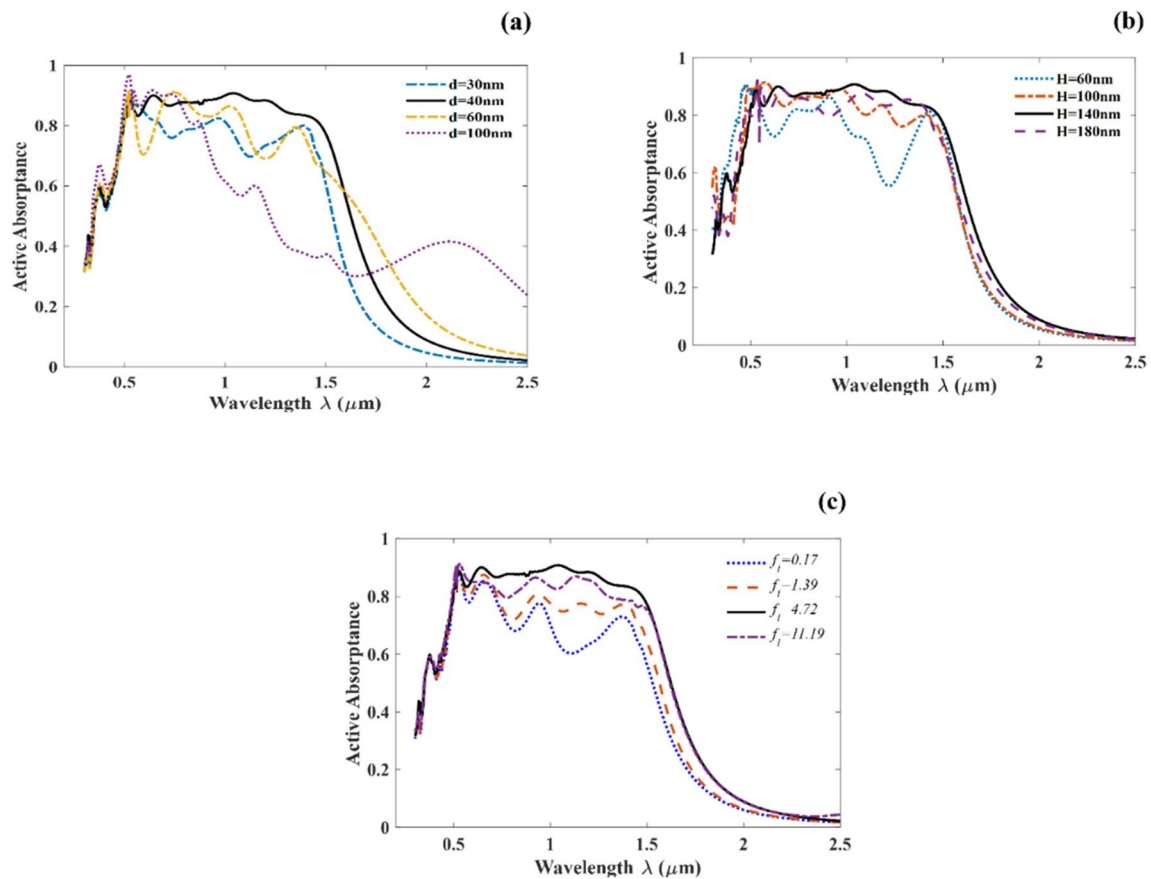 (a)
1
0.8
0.6
0.4
0.2
0
Active Absorptance
d=30nm
d=40nm
d=60nm
d=100nm
0.5 1 1.5 2 2.5
Wavelength λ (μm)
(b)
1
0.8
0.6
0.4
0.2
0
Active Absorptance
H=60nm
H=100nm
H=140nm
H=180nm
0.5 1 1.5 2 2.5
Wavelength λ (μm)
(c)
1
0.8
0.6
0.4
0.2
0
Active Absorptance
f_t=0.17
f_t=1.39
f_t 4.72
f_t=11.19
0.5 1 1.5 2 2.5
Wavelength λ (μm)